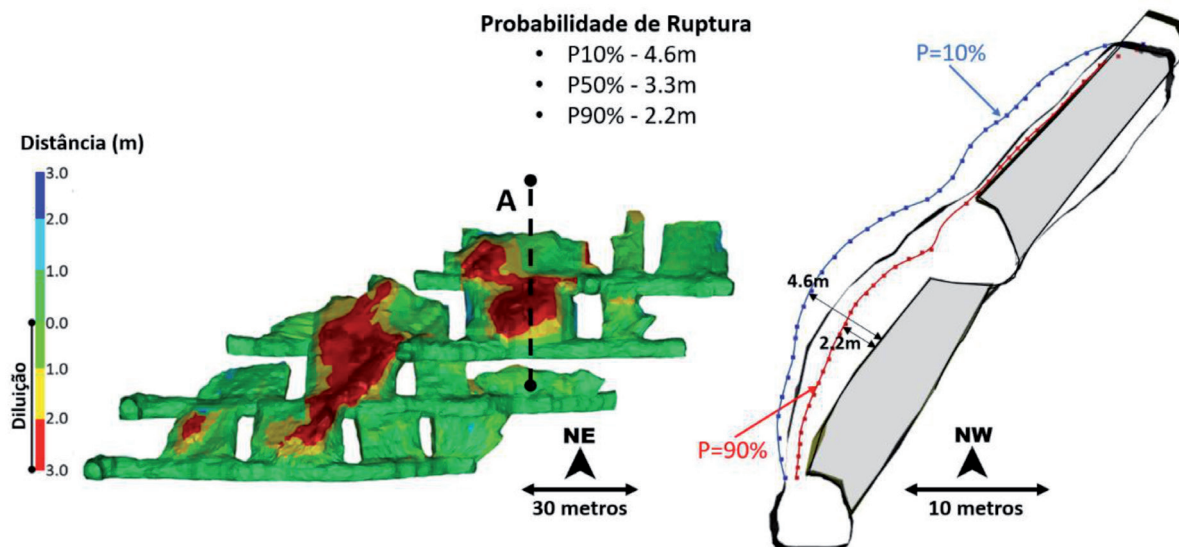 Probabilidade de Ruptura
• P10% - 4.6m
• P50% - 3.3m
• P90% - 2.2m
Distância (m)
3.0
2.0
1.0
0.0
1.0
2.0
3.0
Diluição
A
NE
30 metros
P=10%
4.6m
2.2m
P=90%
NW
10 metros